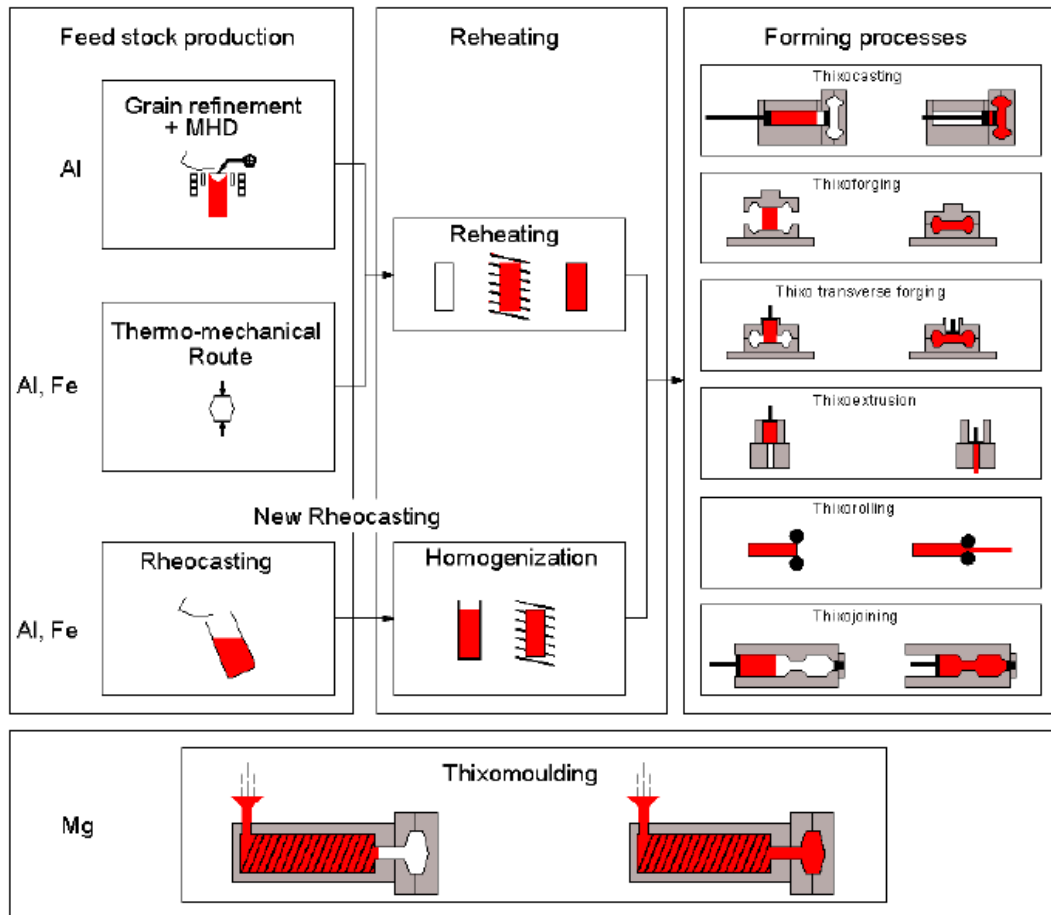 Feed stock production
Grain refinement
+ MHD
Al
Thermo-mechanical
Route
Al, Fe
New Rheocasting
Rheocasting
Al, Fe
Reheating
Reheating
Homogenization
Forming processes
Thixocasting
Thixoforging
Thixo transverse forging
Thixoextrusion
Thixorolling
Thixojoining
Thixomoulding
Mg